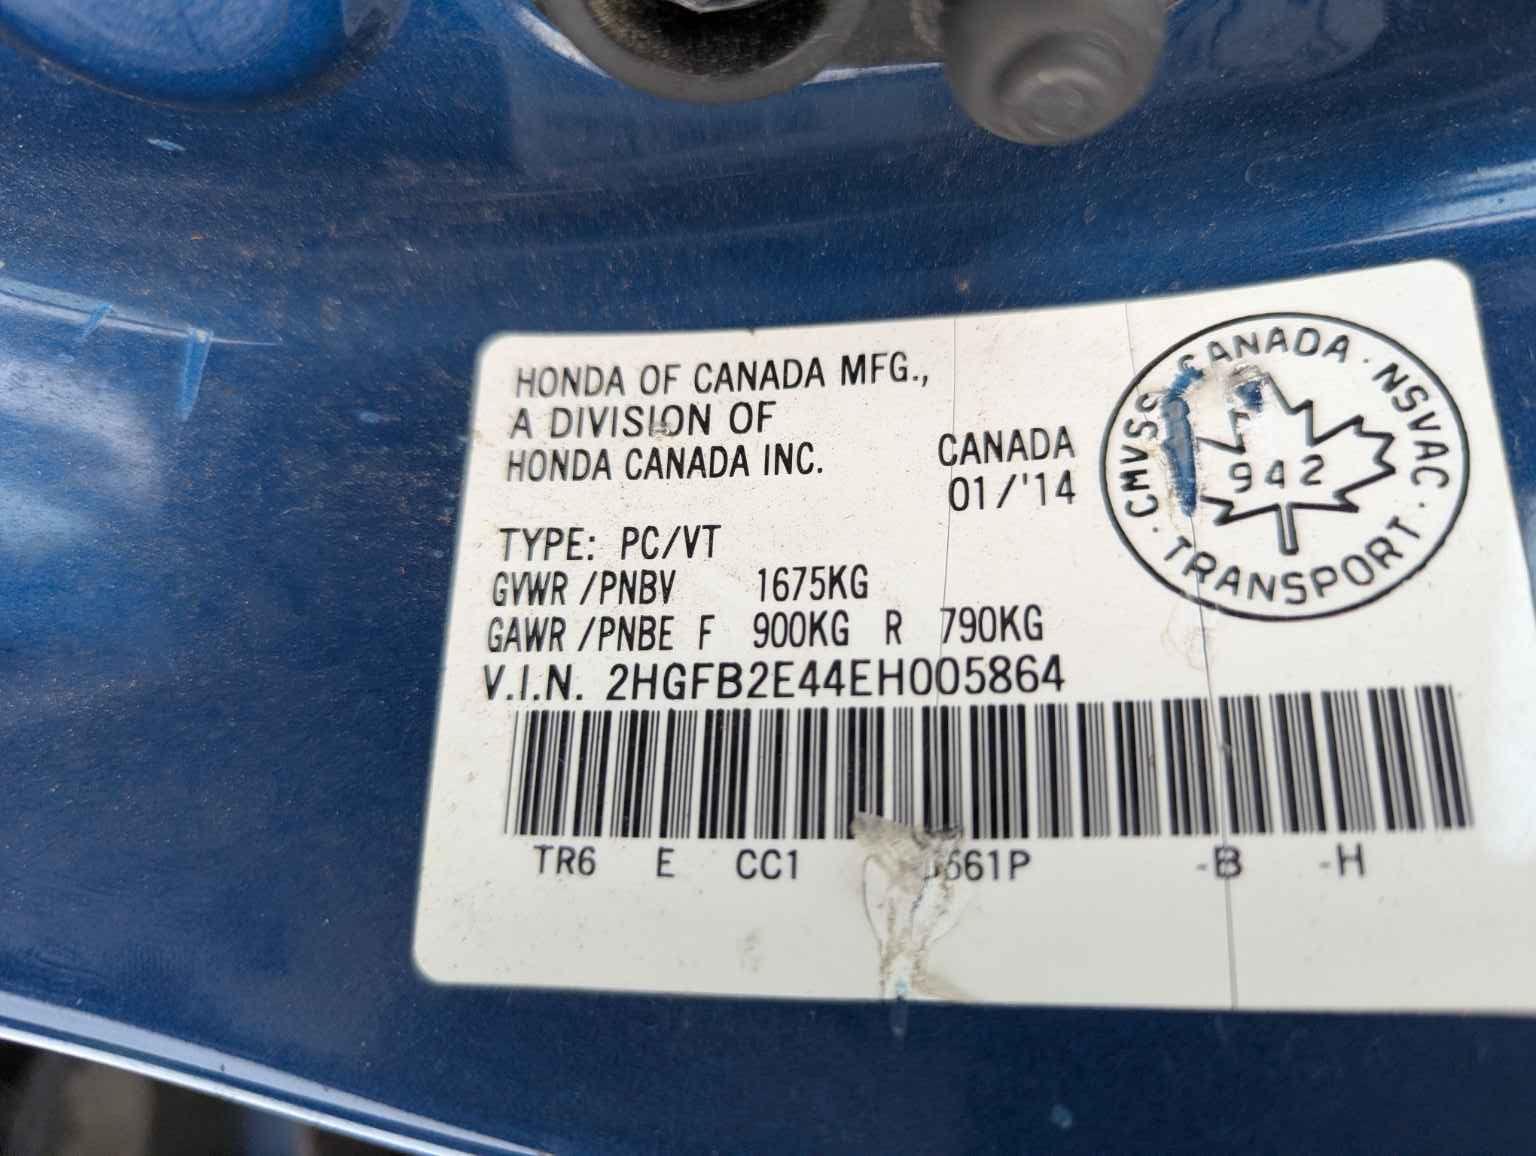 HONDA OF CANADA MFG.,
A DIVISION OF
HONDA CANADA INC.
CANADA
01/'14
TYPE: PC/VT
GVWR /PNBV 1675KG
GAWR /PNBE F 900KG R 790KG
V.I.N. 2HGFB2E44EH005864
TR6 E CC1 -B -H
CANADA · NSVAC · TRANSPORT · CMVSS
942